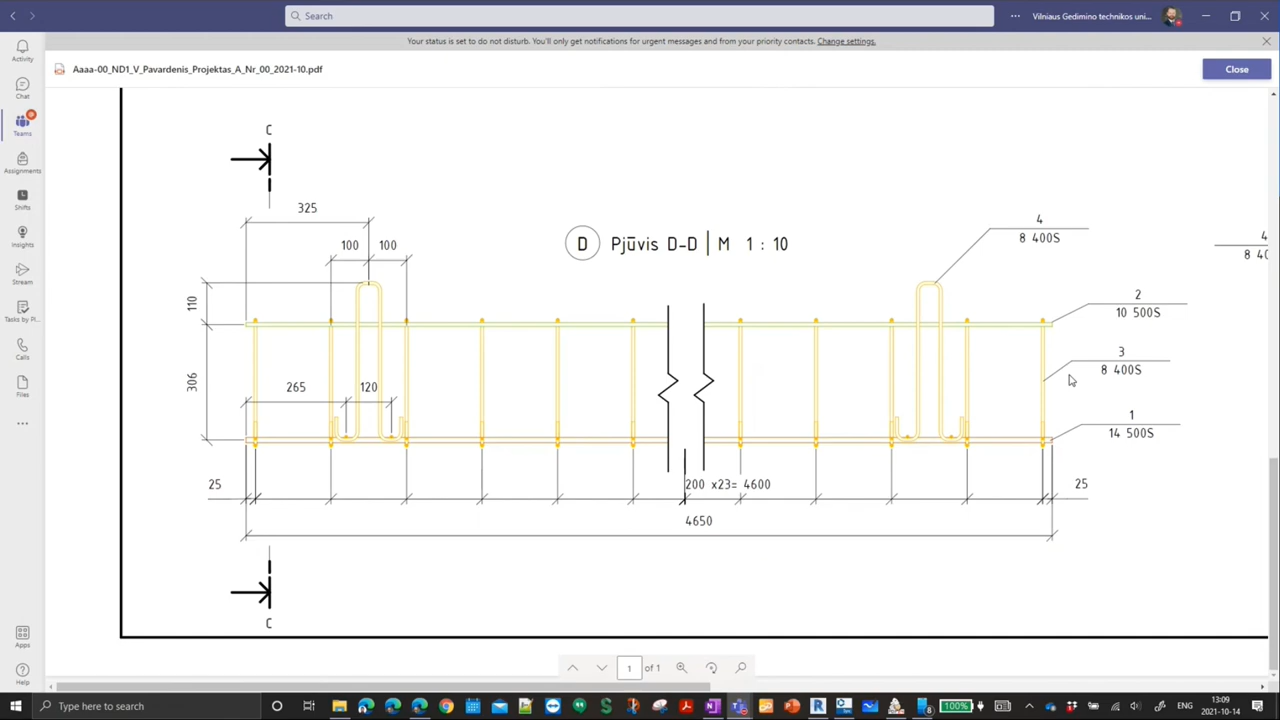 Search
Vilniaus Gedimino technikos uni...
Your status is set to do not disturb. You'll only get notifications for urgent messages and from your priority contacts. Change settings.
Aaaa-00_ND1_V_Pavardenis_Projektas_A_Nr_00_2021-10.pdf
Close
Activity
Chat
Teams
Assignments
Shifts
Insights
Stream
Tasks by Pl...
Calls
Files
Apps
Help
C
325
100
100
D
Pjūvis D-D
M 1 : 10
4
8 400S
4
8 40
110
2
10 500S
306
265
120
3
8 400S
1
14 500S
25
200 x23= 4600
25
4650
C
1
of 1
Type here to search
100%
13:09
2021-10-14